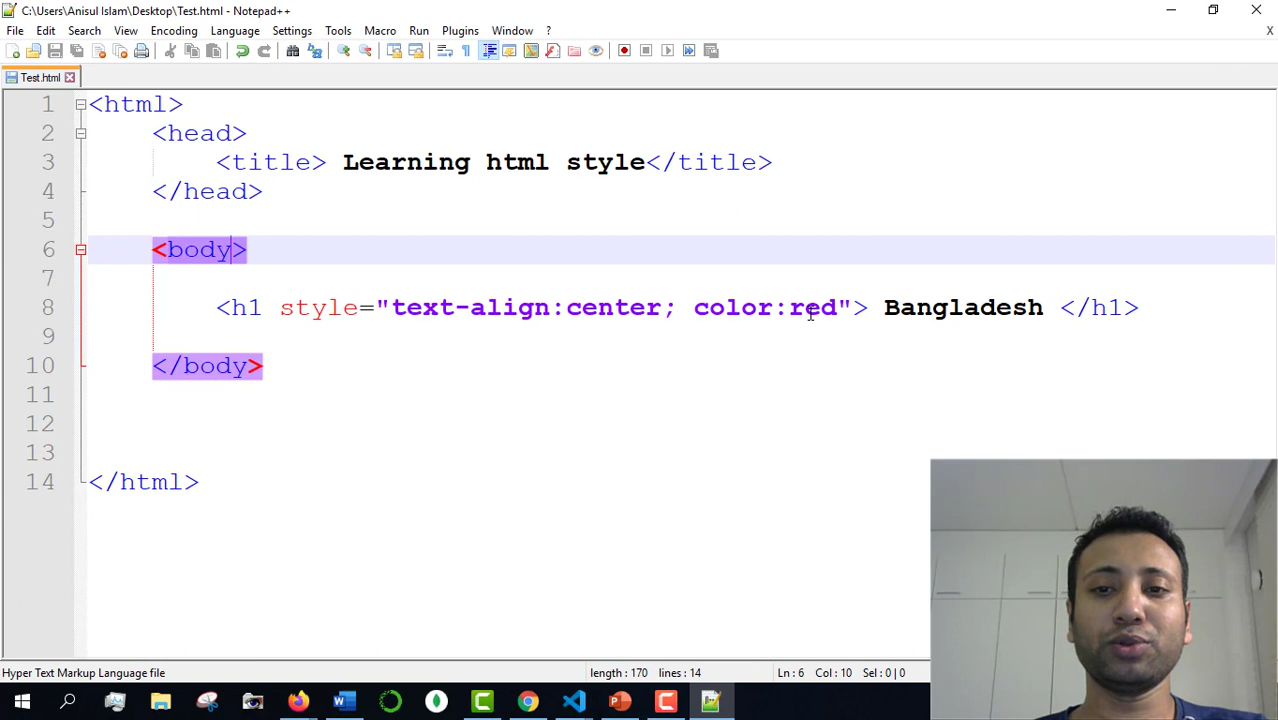 C:\Users\Anisul Islam\Desktop\Test.html - Notepad++
File Edit Search View Encoding Language Settings Tools Macro Run Plugins Window ? X
Test.html
1 <html>
2 <head>
3 <title> Learning html style</title>
4 </head>
5
6 <body>
7
8 <h1 style="text-align:center; color:red"> Bangladesh </h1>
9
10 </body>
11
12
13
14 </html>
Hyper Text Markup Language file length : 170 lines : 14 Ln : 6 Col : 10 Sel : 0 | 0